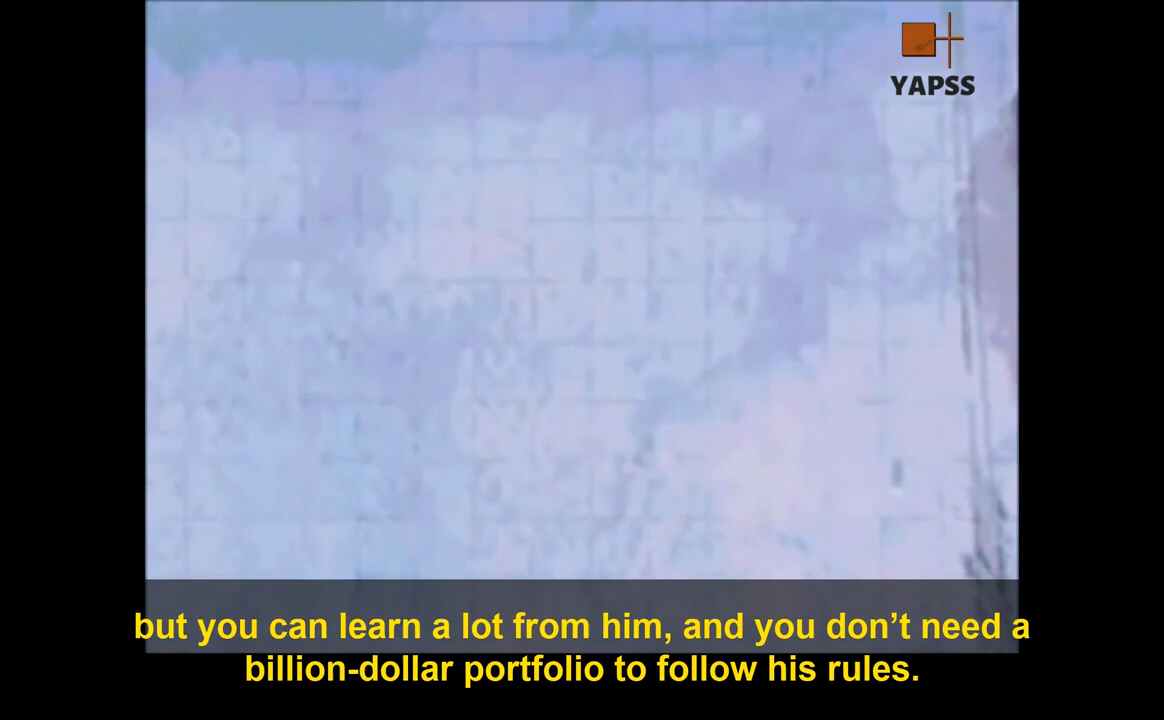 YAPSS
but you can learn a lot from him, and you don’t need a
billion-dollar portfolio to follow his rules.